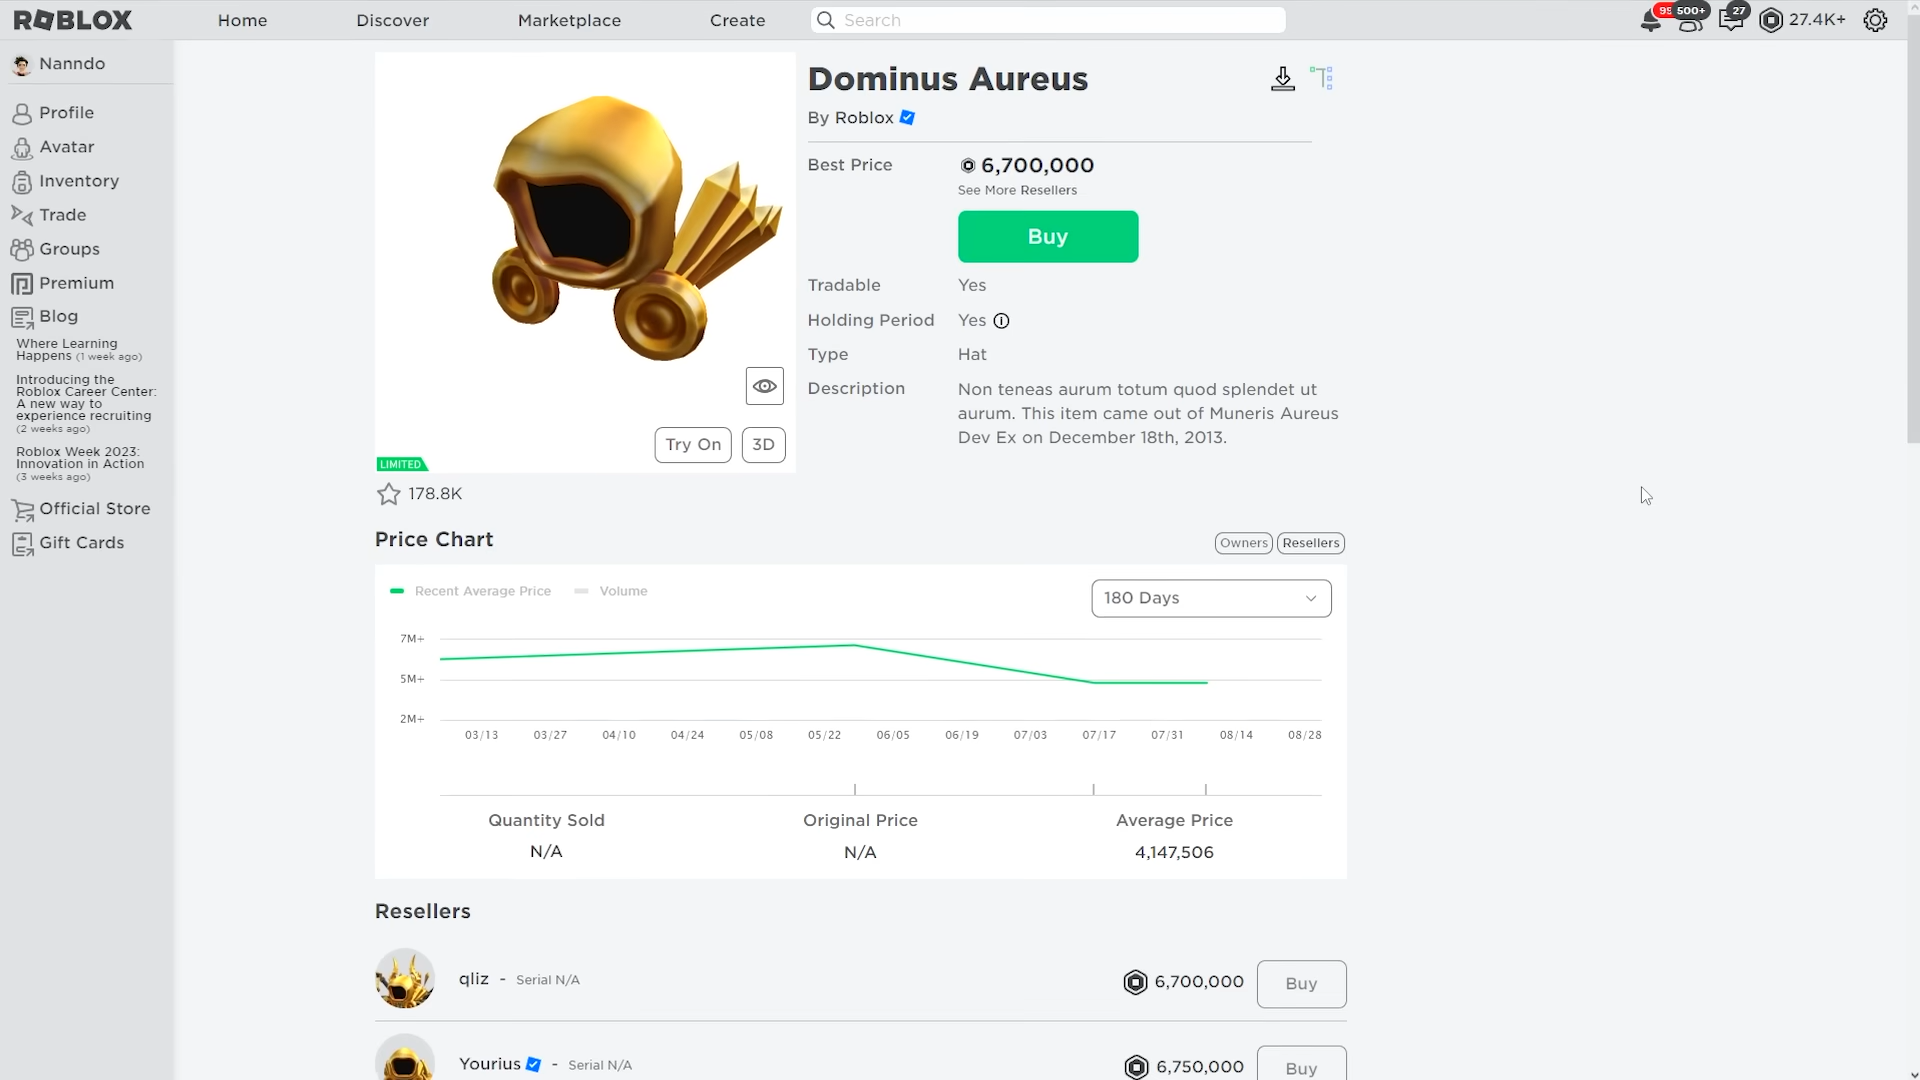 ROBLOX
Home
Discover
Marketplace
Create
Search
500+
27
27.4K+
Nanndo
Profile
Avatar
Inventory
Trade
Groups
Premium
Blog
Where Learning
Happens (1 week ago)
Introducing the
Roblox Career Center:
A new way to
experience recruiting
(2 weeks ago)
Roblox Week 2023:
Innovation in Action
(3 weeks ago)
Official Store
Gift Cards
Try On
3D
LIMITED
178.8K
Dominus Aureus
By Roblox
Best Price
6,700,000
See More Resellers
Buy
Tradable
Yes
Holding Period
Yes
Type
Hat
Description
Non teneas aurum totum quod splendet ut
aurum. This item came out of Muneris Aureus
Dev Ex on December 18th, 2013.
Price Chart
Owners
Resellers
Recent Average Price
Volume
180 Days
7M+
5M+
2M+
03/13
03/27
04/10
04/24
05/08
05/22
06/05
06/19
07/03
07/17
07/31
08/14
08/28
Quantity Sold
N/A
Original Price
N/A
Average Price
4,147,506
Resellers
qliz - Serial N/A
6,700,000
Buy
Yourius - Serial N/A
6,750,000
Buy